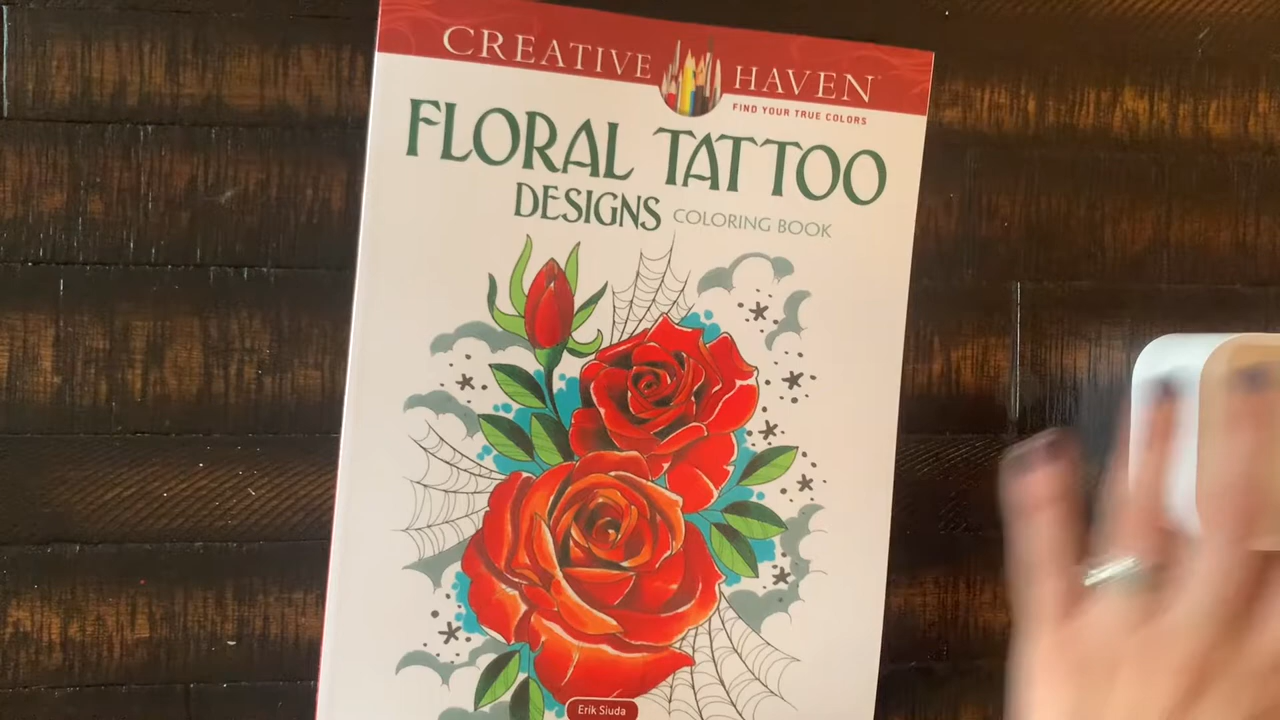 CREATIVE HAVEN
FIND YOUR TRUE COLORS
FLORAL TATTOO
DESIGNS COLORING BOOK
Erik Siuda